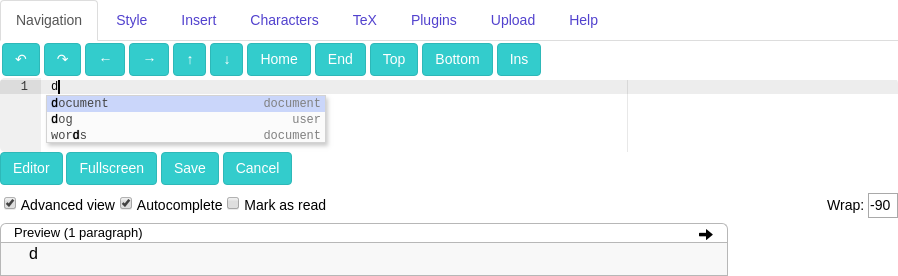 Navigation Style Insert Characters TeX Plugins Upload Help
↶ ↷ ← → ↑ ↓ Home End Top Bottom Ins
1 d
document document
dog user
words document
Editor Fullscreen Save Cancel
Advanced view Autocomplete Mark as read Wrap: -90
Preview (1 paragraph)
d